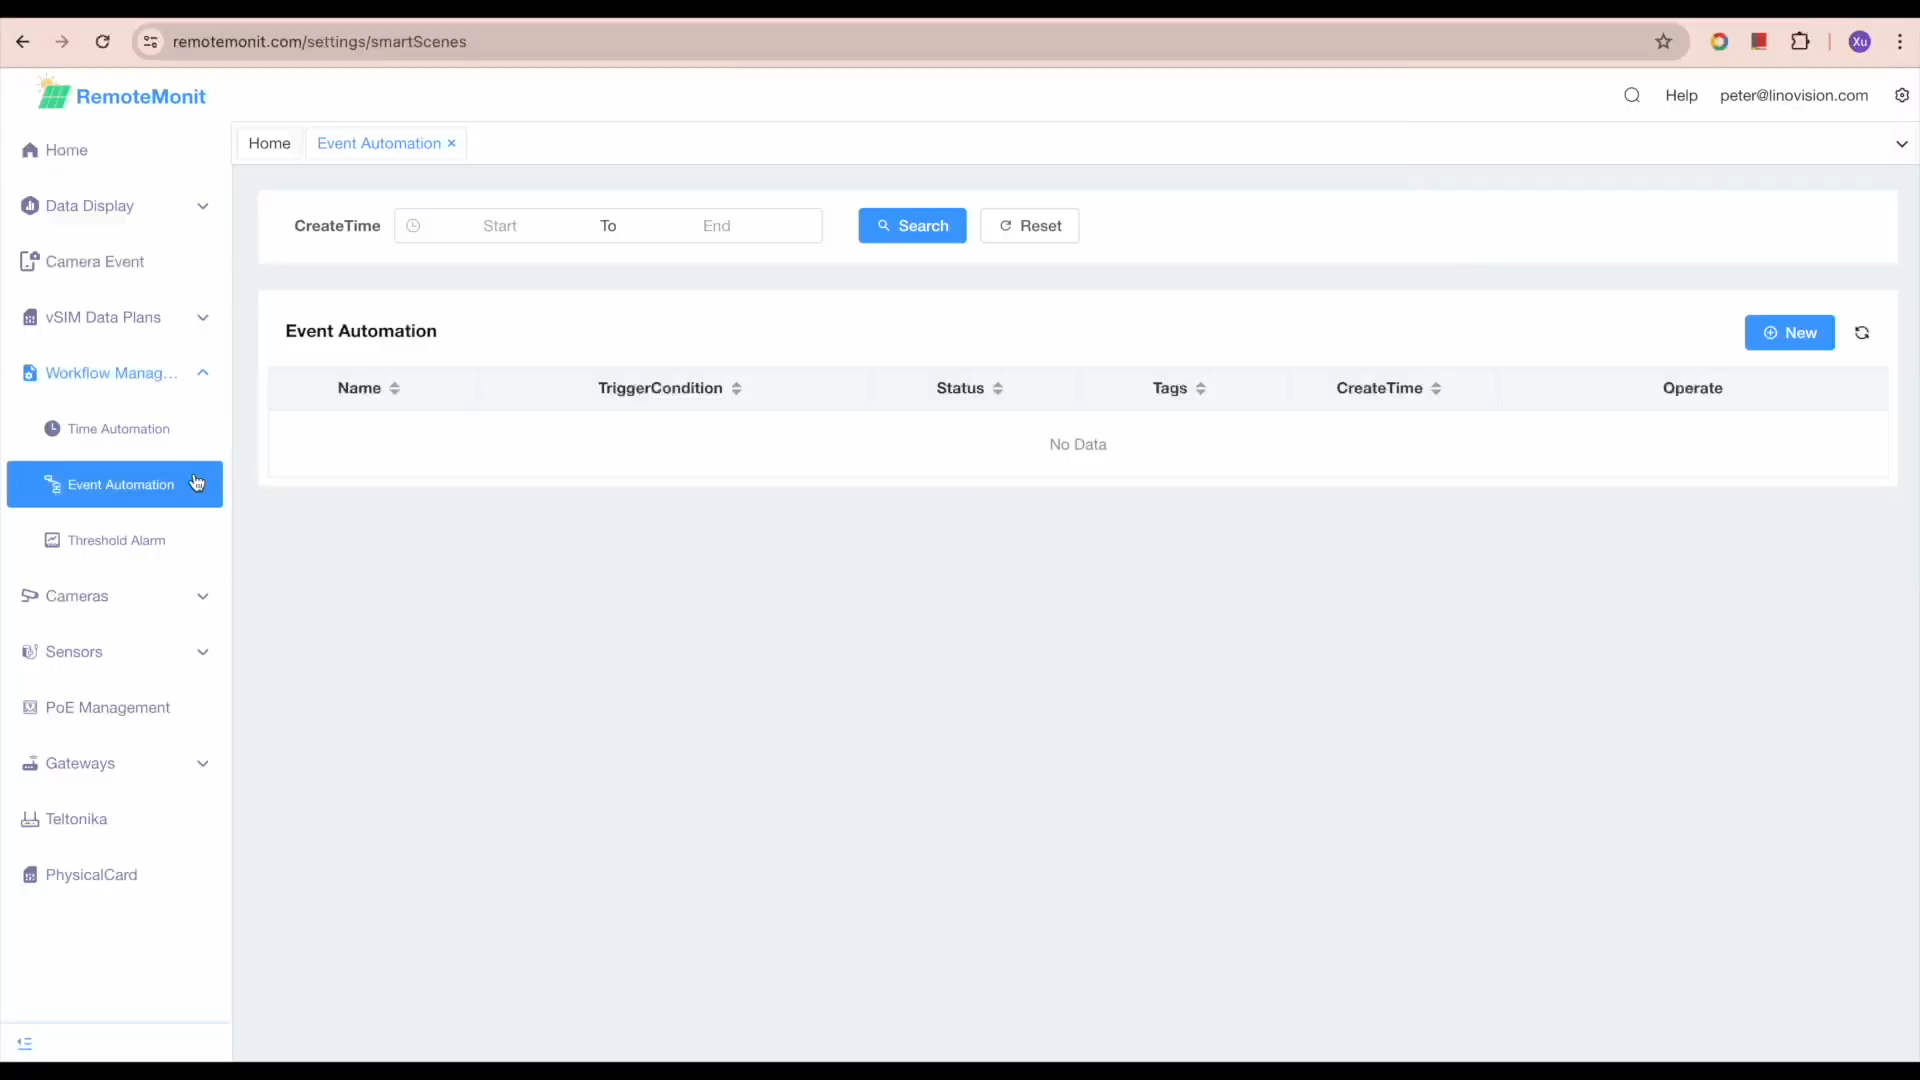 remotemonit.com/settings/smartScenes
Xu
RemoteMonit
Help
peter@linovision.com
Home
Data Display
Camera Event
vSIM Data Plans
Workflow Manag...
Time Automation
Event Automation
Threshold Alarm
Cameras
Sensors
PoE Management
Gateways
Teltonika
PhysicalCard
Home
Event Automation
CreateTime Start To End Search Reset
Event Automation
New
Name TriggerCondition Status Tags CreateTime Operate
No Data